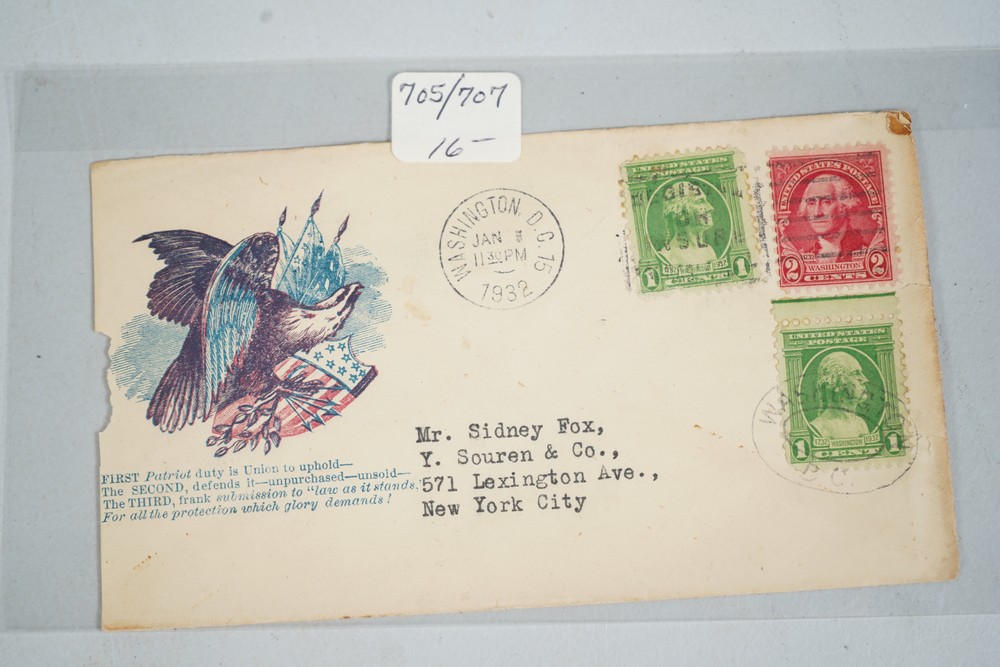 705/707
16-
WASHINGTON, D.C. 15
JAN
11 30 PM
1932
UNITED STATES
POSTAGE
1 1
UNITED STATES POSTAGE
2 WASHINGTON 2
CENTS
UNITED STATES
POSTAGE
1732 WASHINGTON 1932
1 CENT 1
FIRST Patriot duty is Union to uphold—
The SECOND, defends it—unpurchased—unsold—
The THIRD, frank submission to "law as it stands,"
For all the protection which glory demands!
Mr. Sidney Fox,
Y. Souren & Co.,
571 Lexington Ave.,
New York City